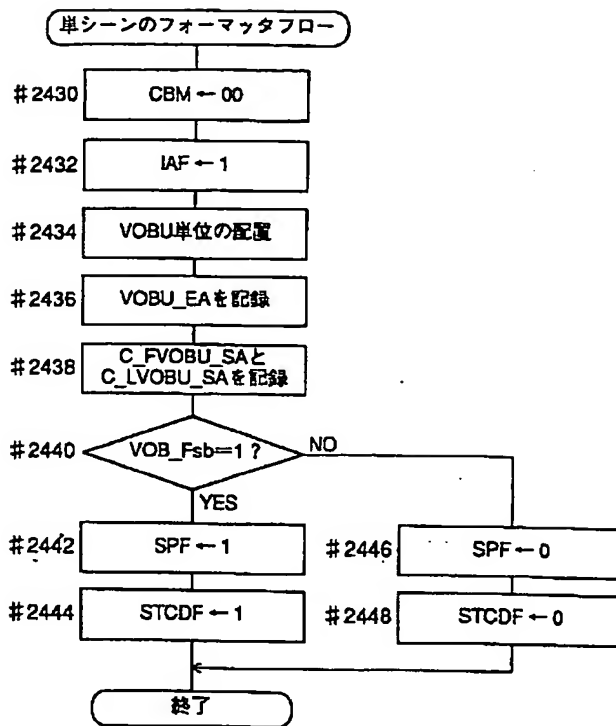 単シーンのフォーマッタフロー
#2430
CBM ← 00
#2432
IAF ← 1
#2434
VOBU単位の配置
#2436
VOBU_EAを記録
#2438
C_FVOBU_SAと
C_LVOBU_SAを記録
#2440
VOB_Fsb=1 ?
NO
YES
#2442
SPF ← 1
#2446
SPF ← 0
#2444
STCDF ← 1
#2448
STCDF ← 0
終了